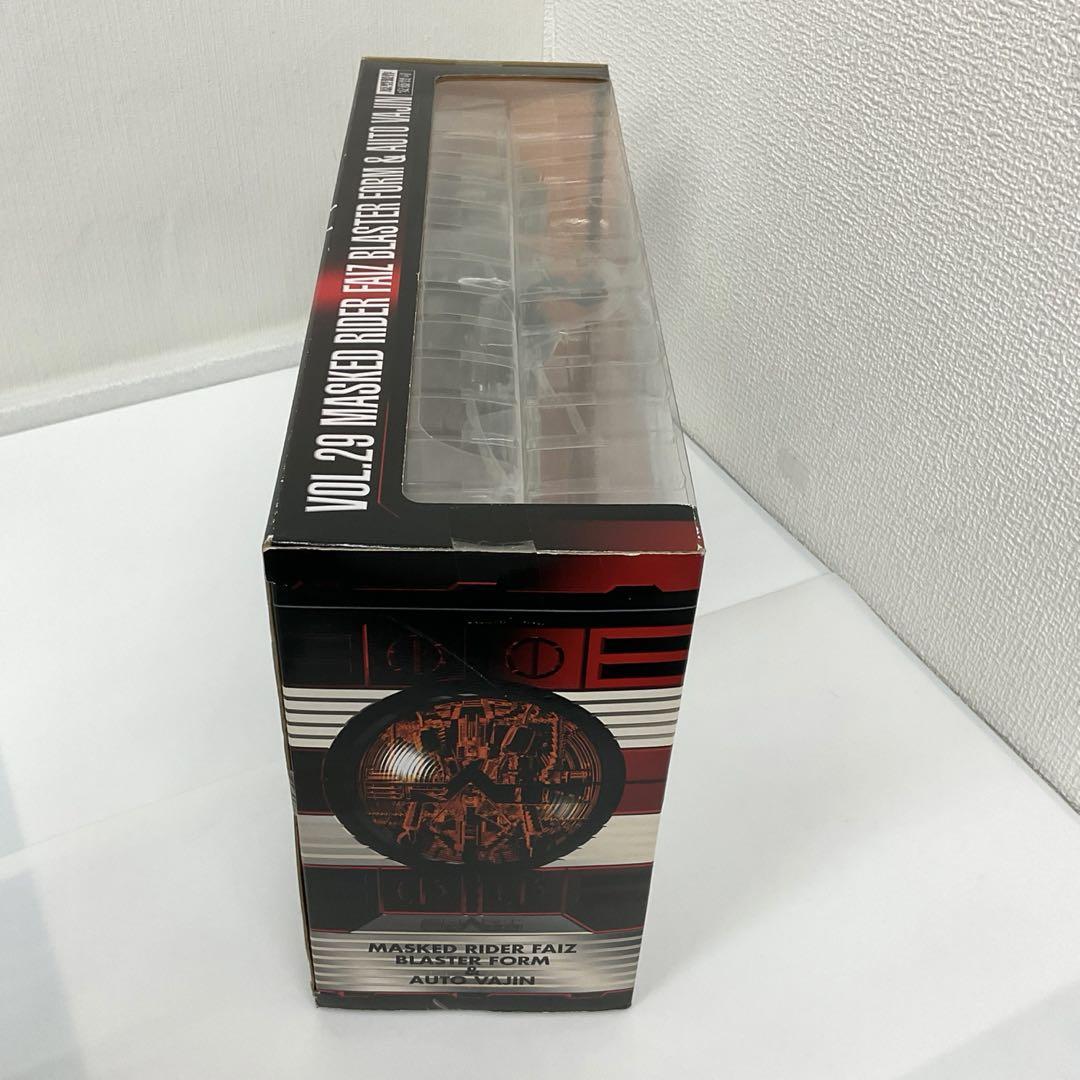 VOL.29 MASKED RIDER FAIZ BLASTER FORM & AUTO VAJIN
MASKED RIDER FAIZ
BLASTER FORM
&
AUTO VAJIN